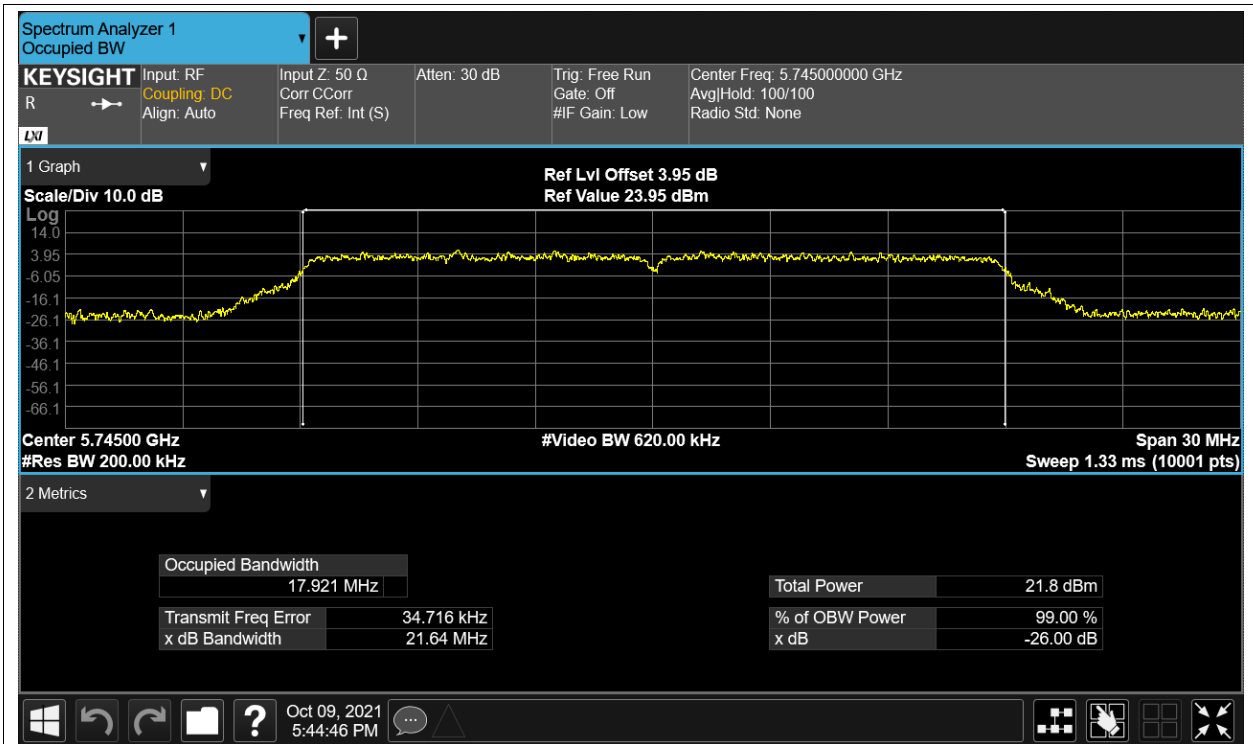 Spectrum Analyzer 1
Occupied BW
KEYSIGHT
R
LXI
Input: RF
Coupling: DC
Align: Auto
Input Z: 50 Ω
Corr CCorr
Freq Ref: Int (S)
Atten: 30 dB
Trig: Free Run
Gate: Off
#IF Gain: Low
Center Freq: 5.745000000 GHz
Avg|Hold: 100/100
Radio Std: None
1 Graph
Scale/Div 10.0 dB
Ref Lvl Offset 3.95 dB
Ref Value 23.95 dBm
Log
14.0
3.95
-6.05
-16.1
-26.1
-36.1
-46.1
-56.1
-66.1
Center 5.74500 GHz
#Video BW 620.00 kHz
Span 30 MHz
#Res BW 200.00 kHz
Sweep 1.33 ms (10001 pts)
2 Metrics
Occupied Bandwidth
17.921 MHz
Total Power 21.8 dBm
Transmit Freq Error 34.716 kHz
% of OBW Power 99.00 %
x dB Bandwidth 21.64 MHz
x dB -26.00 dB
?
Oct 09, 2021
5:44:46 PM